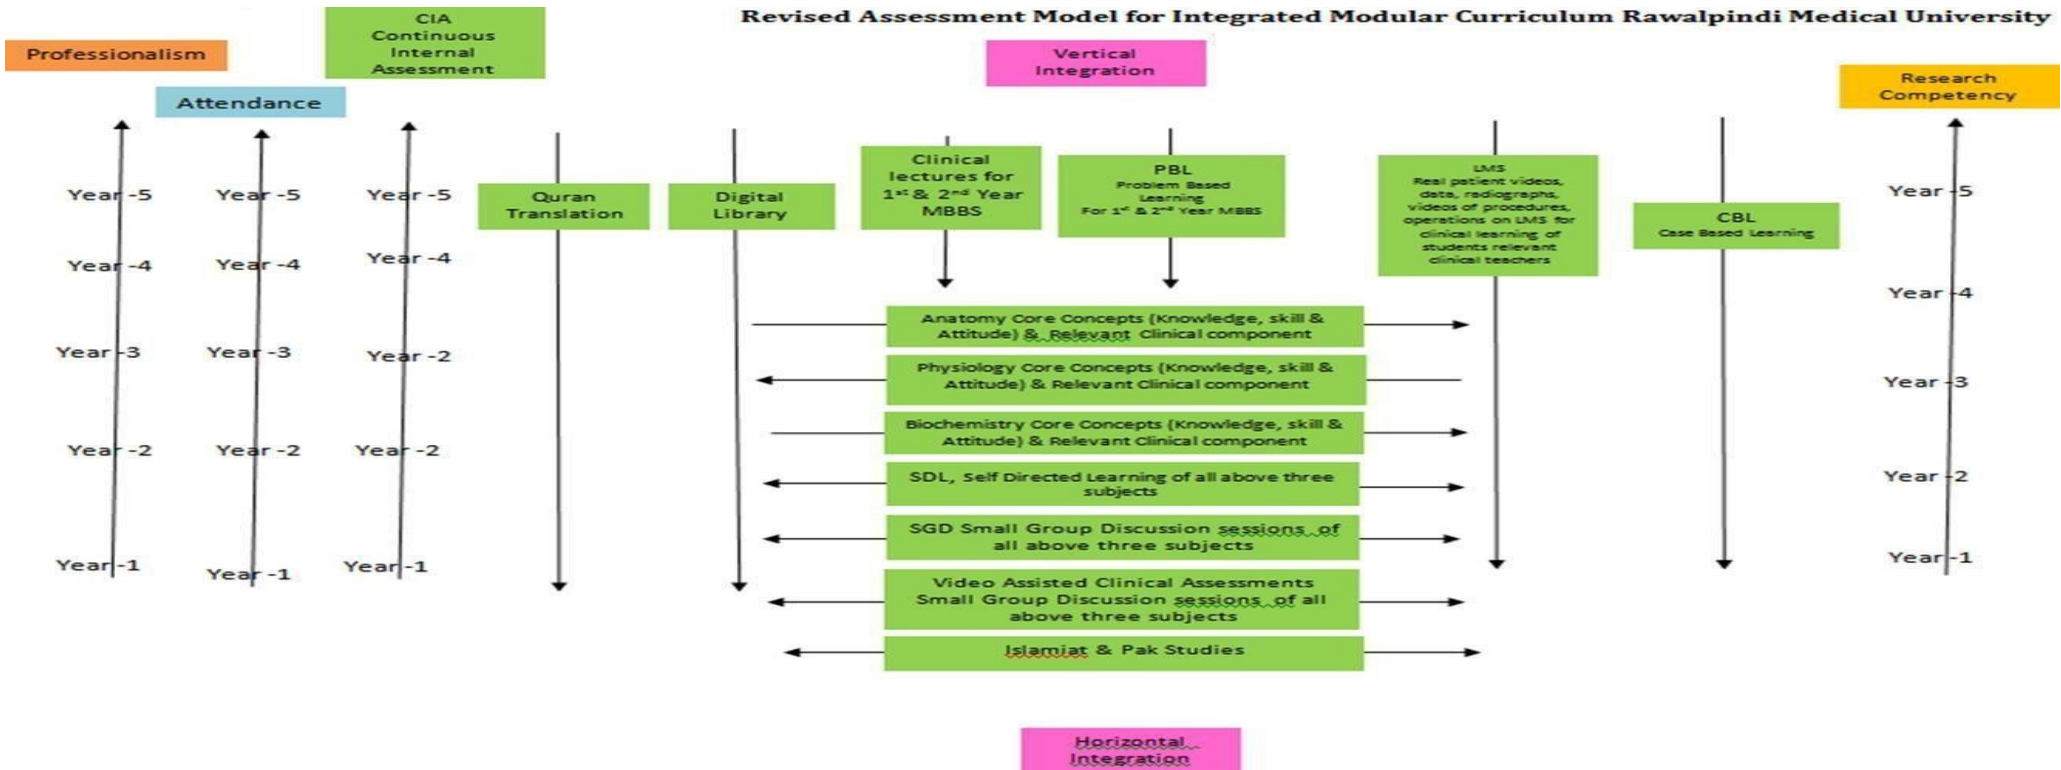 Revised Assessment Model for Integrated Modular Curriculum Rawalpindi Medical University
Professionalism
Attendance
CIA
Continuous
Internal
Assessment
Vertical
Integration
Research
Competency
Year -5
Year -4
Year -3
Year -2
Year -1
Year -5
Year -4
Year -3
Year -2
Year -1
Year -5
Year -4
Year -2
Year -2
Year -1
Quran
Translation
Digital
Library
Clinical
lectures for
1st & 2nd Year
MBBS
PBL
Problem Based
Learning
For 1st & 2nd Year MBBS
LMS
Real patient videos,
data, radiographs,
videos of procedures,
operations on LMS for
clinical learning of
students relevant
clinical teachers
CBL
Case Based Learning
Year -5
Year -4
Year -3
Year -2
Year -1
Anatomy Core Concepts (Knowledge, skill &
Attitude) & Relevant Clinical component
Physiology Core Concepts (Knowledge, skill &
Attitude) & Relevant Clinical component
Biochemistry Core Concepts (Knowledge, skill &
Attitude) & Relevant Clinical component
SDL, Self Directed Learning of all above three
subjects
SGD Small Group Discussion sessions of
all above three subjects
Video Assisted Clinical Assessments
Small Group Discussion sessions of all
above three subjects
Islamiat & Pak Studies
Horizontal
Integration